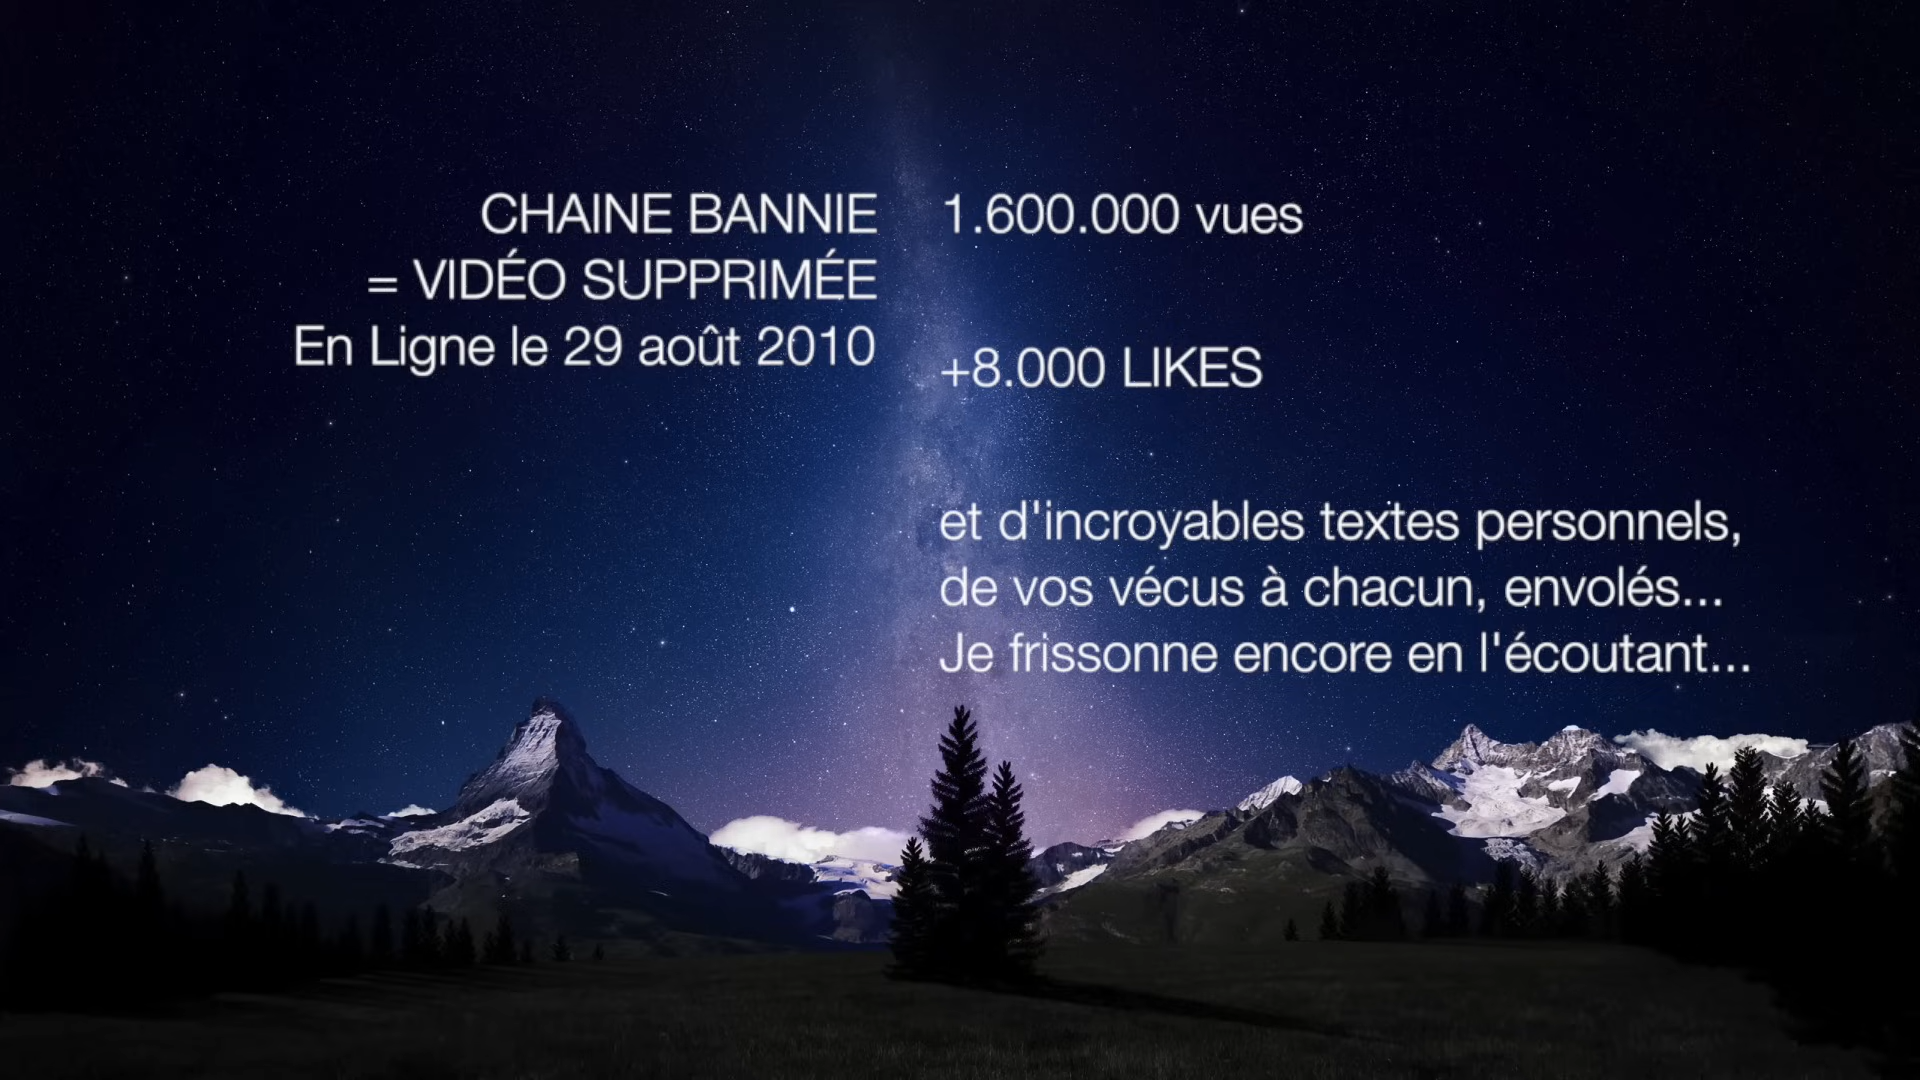 CHAINE BANNIE
= VIDÉO SUPPRIMÉE
En Ligne le 29 août 2010
1.600.000 vues
+8.000 LIKES
et d'incroyables textes personnels,
de vos vécus à chacun, envolés...
Je frissonne encore en l'écoutant...